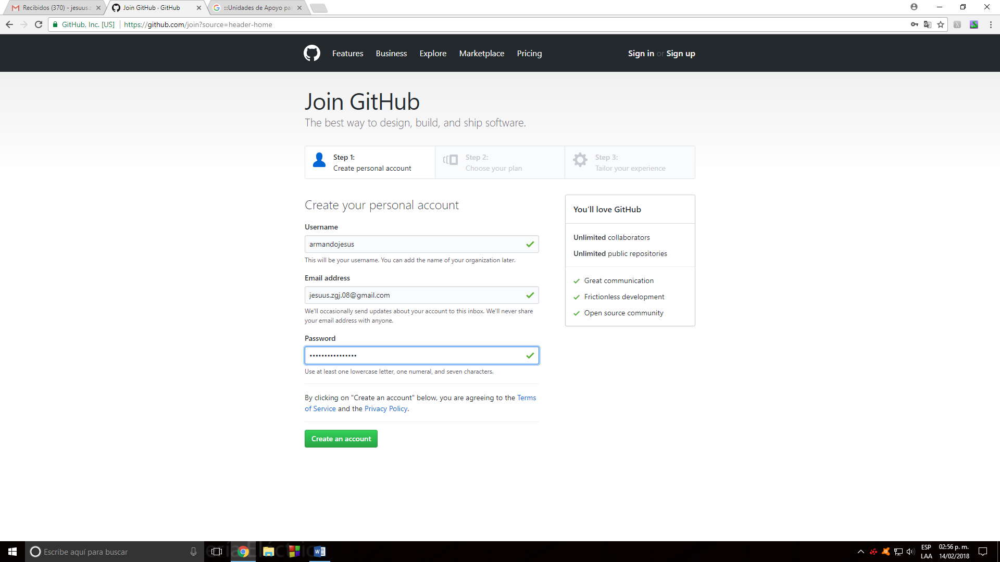 Recibidos (370) - jesuus.z
Join GitHub · GitHub
:::Unidades de Apoyo pa
GitHub, Inc. [US]
https://github.com/join?source=header-home
Features
Business
Explore
Marketplace
Pricing
Sign in or Sign up
Join GitHub
The best way to design, build, and ship software.
Step 1:
Create personal account
Step 2:
Choose your plan
Step 3:
Tailor your experience
Create your personal account
Username
armandojesus
This will be your username. You can add the name of your organization later.
Email address
jesuus.zgj.08@gmail.com
We'll occasionally send updates about your account to this inbox. We'll never share
your email address with anyone.
Password
••••••••••••••••
Use at least one lowercase letter, one numeral, and seven characters.
By clicking on "Create an account" below, you are agreeing to the Terms
of Service and the Privacy Policy.
Create an account
You'll love GitHub
Unlimited collaborators
Unlimited public repositories
Great communication
Frictionless development
Open source community
Escribe aquí para buscar
ESP
LAA
02:56 p. m.
14/02/2018